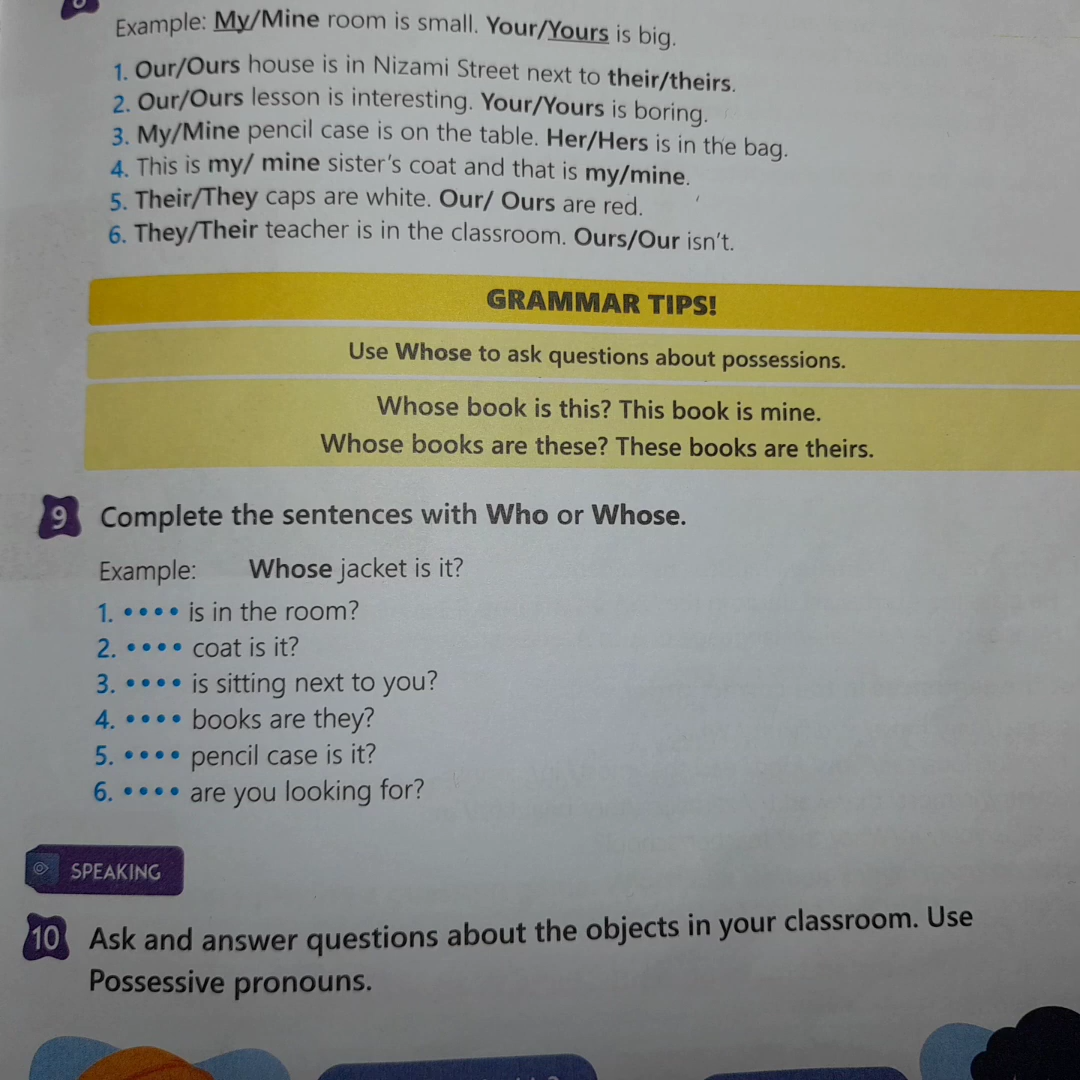 Example: My/Mine room is small. Your/Yours is big.
1. Our/Ours house is in Nizami Street next to their/theirs.
2. Our/Ours lesson is interesting. Your/Yours is boring.
3. My/Mine pencil case is on the table. Her/Hers is in the bag.
4. This is my/ mine sister's coat and that is my/mine.
5. Their/They caps are white. Our/ Ours are red.
6. They/Their teacher is in the classroom. Ours/Our isn't.
GRAMMAR TIPS!
Use Whose to ask questions about possessions.
Whose book is this? This book is mine.
Whose books are these? These books are theirs.
9 Complete the sentences with Who or Whose.
Example: Whose jacket is it?
1. •••• is in the room?
2. •••• coat is it?
3. •••• is sitting next to you?
4. •••• books are they?
5. •••• pencil case is it?
6. •••• are you looking for?
SPEAKING
10 Ask and answer questions about the objects in your classroom. Use
Possessive pronouns.